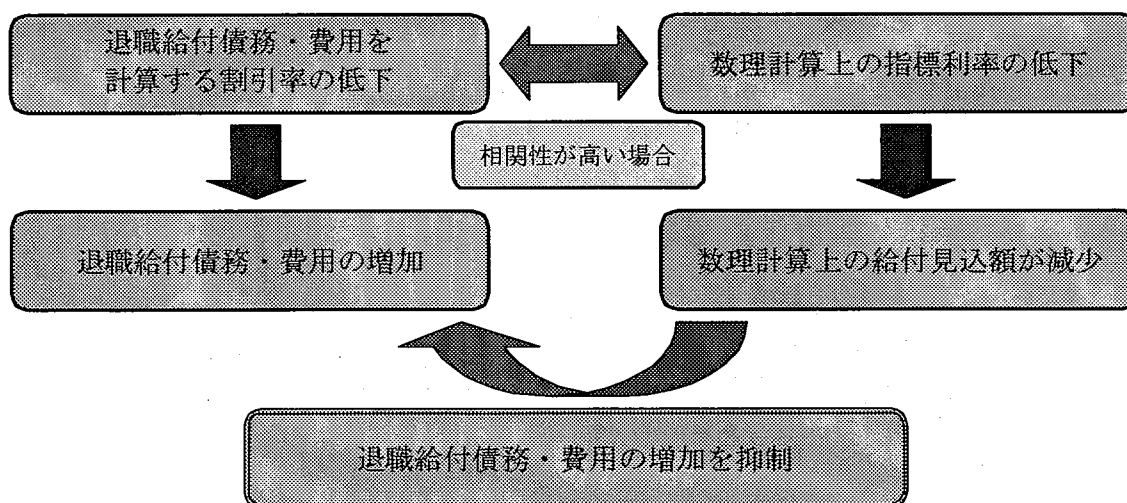 退職給付債務・費用を
計算する割引率の低下
数理計算上の指標利率の低下
相関性が高い場合
退職給付債務・費用の増加
数理計算上の給付見込額が減少
退職給付債務・費用の増加を抑制